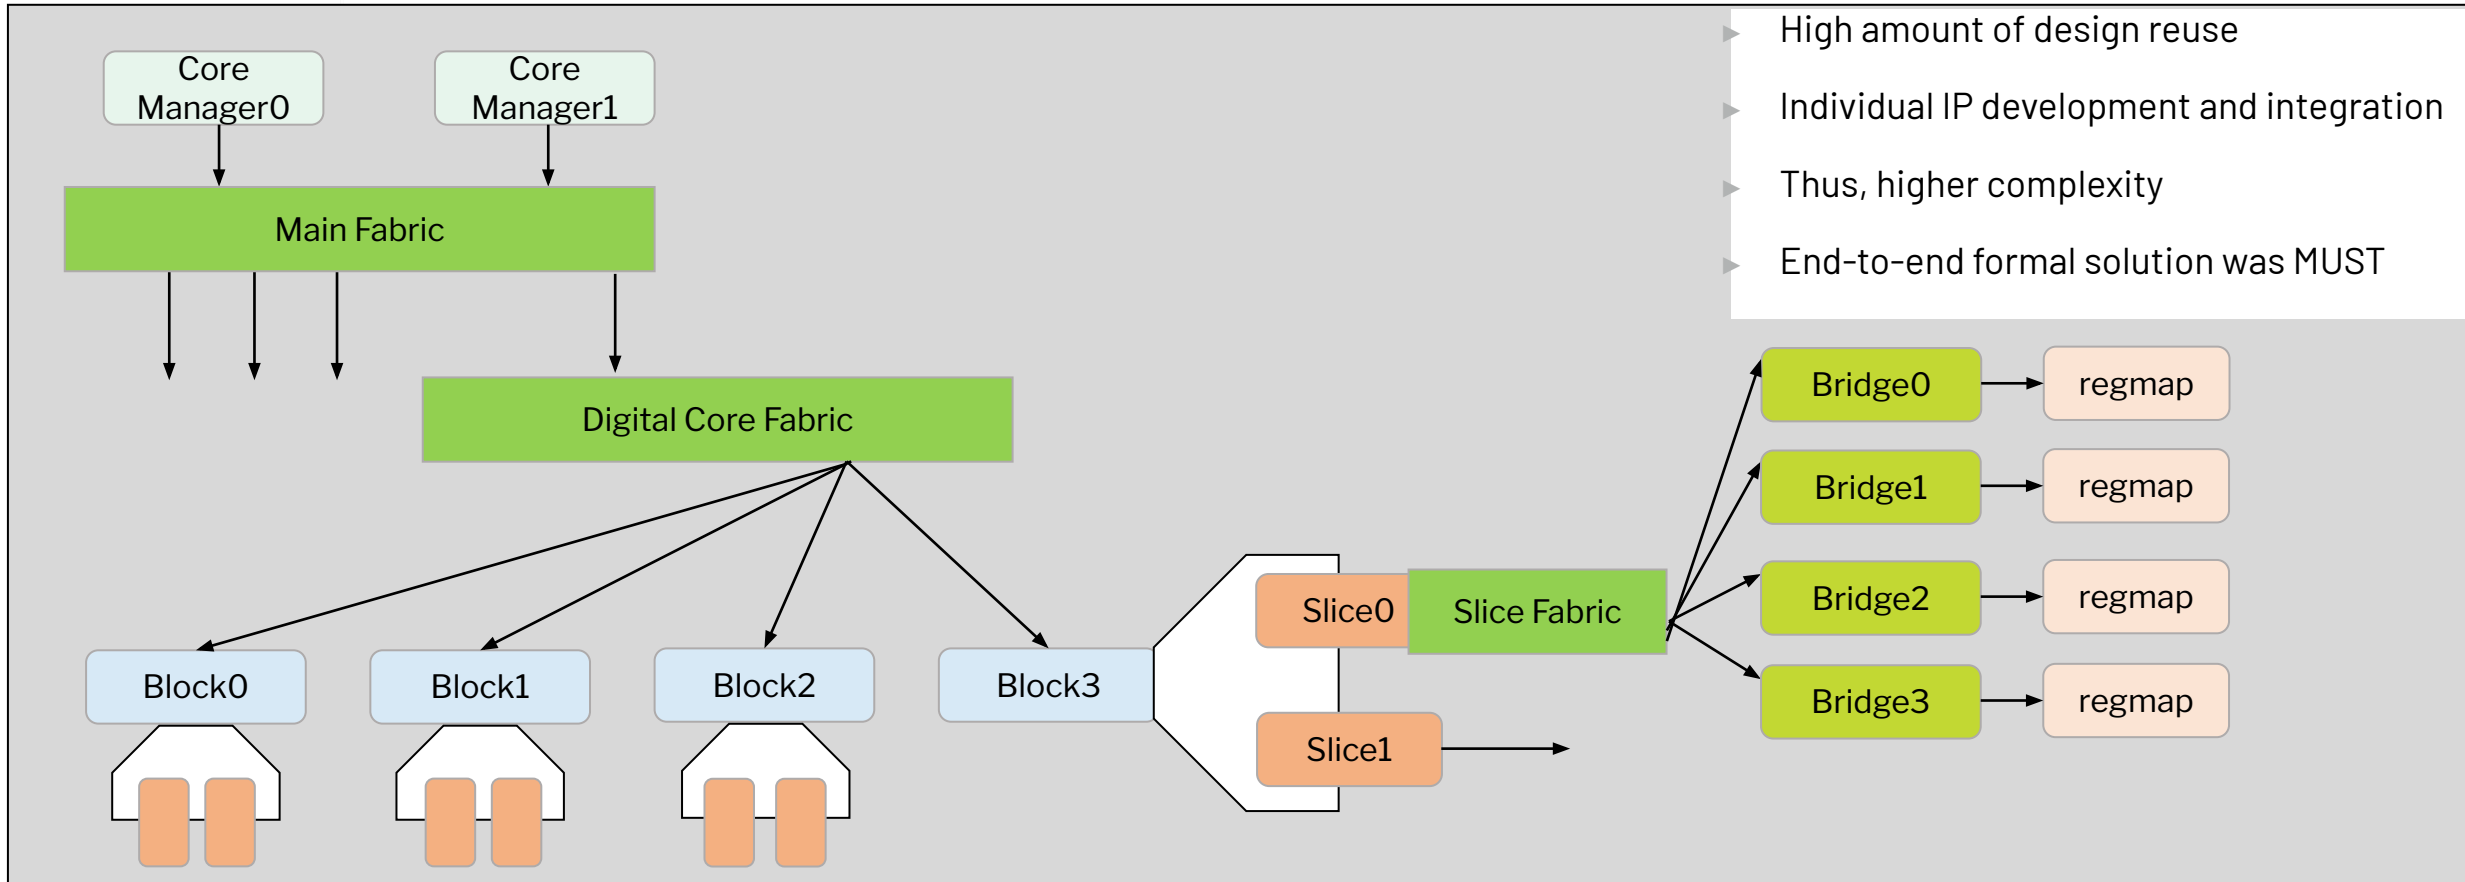 High amount of design reuse
Individual IP development and integration
Thus, higher complexity
End-to-end formal solution was MUST
Core
Manager0
Core
Manager1
Main Fabric
Digital Core Fabric
Block0
Block1
Block2
Block3
Slice0
Slice Fabric
Slice1
Bridge0
regmap
Bridge1
regmap
Bridge2
regmap
Bridge3
regmap